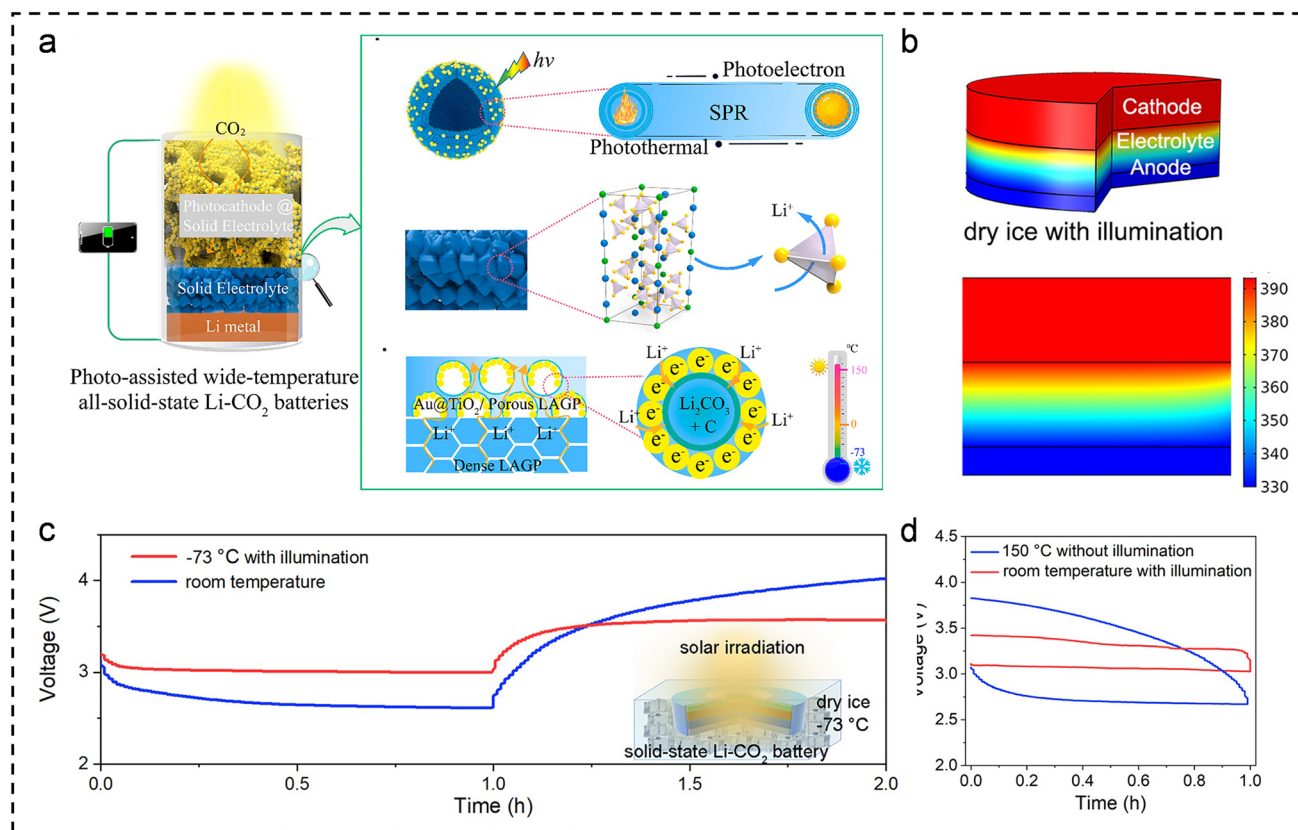 a
CO₂
Photocathode @
Solid Electrolyte
Solid Electrolyte
Li metal
Photo-assisted wide-temperature
all-solid-state Li-CO₂ batteries
hv
Photoelectron
SPR
Photothermal
Li⁺
Au@TiO₂/ Porous LAGP
Li⁺ Li⁺ Li⁺
Dense LAGP
Li⁺ Li⁺
Li⁺ Li⁺
e⁻ e⁻ e⁻ e⁻ e⁻ e⁻ e⁻ e⁻ e⁻ e⁻ e⁻ e⁻
Li₂CO₃
+ C
°C
150
0
-73
b
Cathode
Electrolyte
Anode
dry ice with illumination
390
380
370
360
350
340
330
c
-73 °C with illumination
room temperature
Voltage (V)
4
3
2
solar irradiation
dry ice
-73 °C
solid-state Li-CO₂ battery
0.0 0.5 1.0 1.5 2.0
Time (h)
d
150 °C without illumination
room temperature with illumination
Voltage (V)
4.5
4.0
3.5
3.0
2.5
2.0
0.0 0.2 0.4 0.6 0.8 1.0
Time (h)